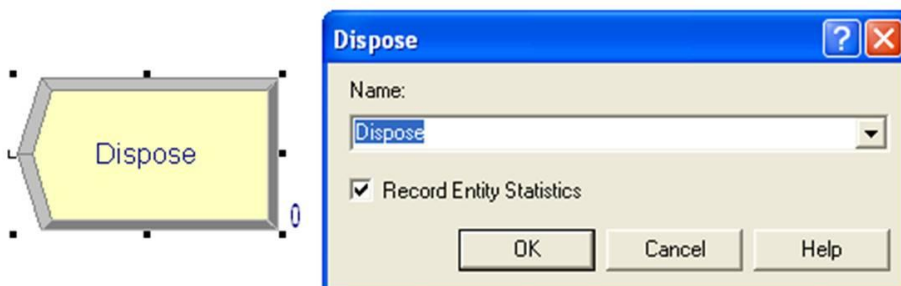 Dispose
0
Dispose
?
Name:
Dispose
Record Entity Statistics
OK Cancel Help